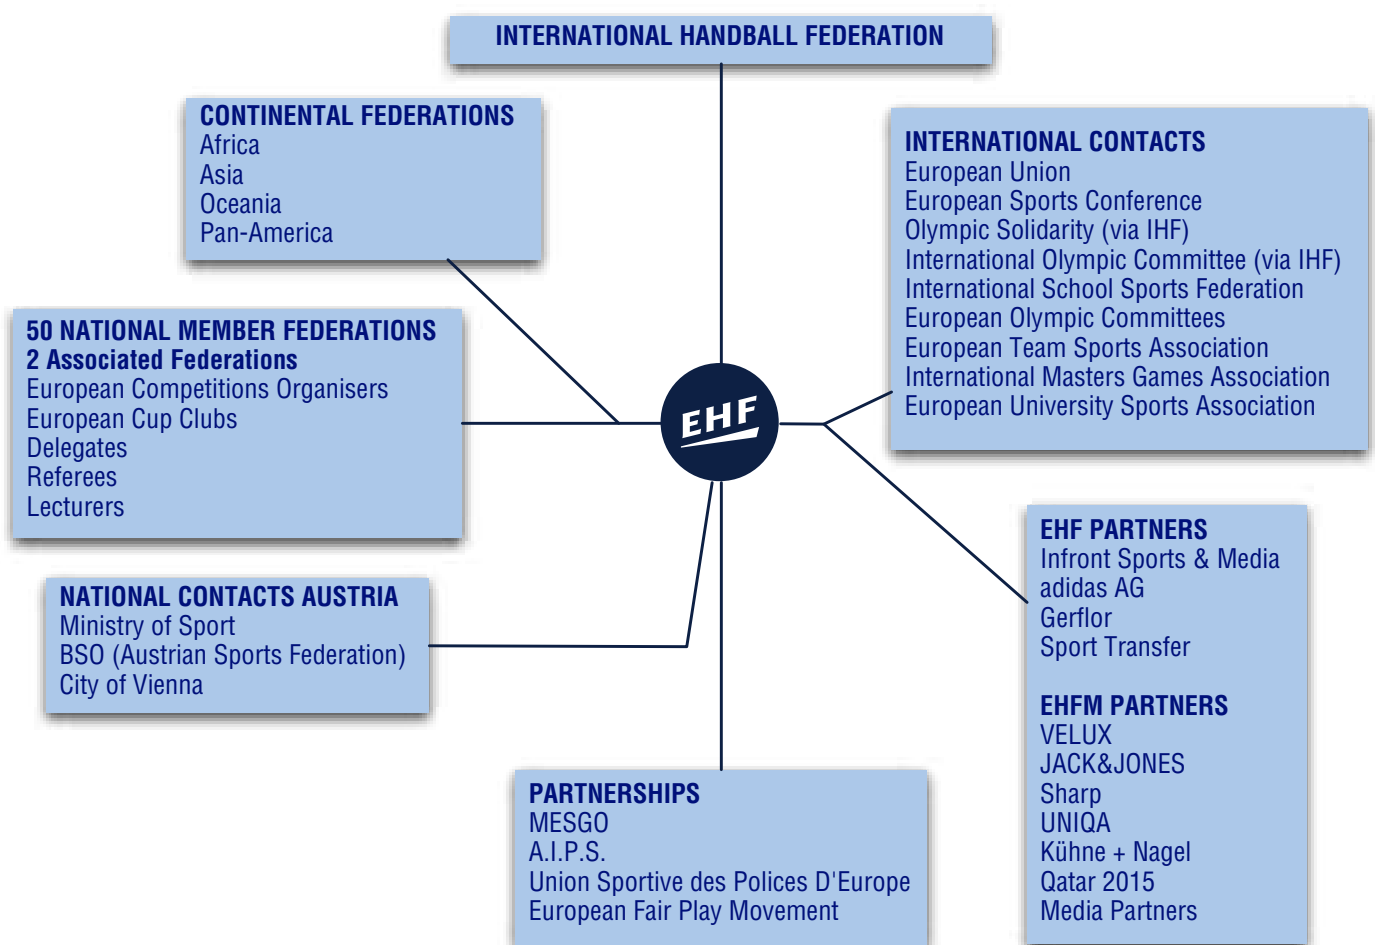 INTERNATIONAL HANDBALL FEDERATION
CONTINENTAL FEDERATIONS
Africa
Asia
Oceania
Pan-America
INTERNATIONAL CONTACTS
European Union
European Sports Conference
Olympic Solidarity (via IHF)
International Olympic Committee (via IHF)
International School Sports Federation
European Olympic Committees
European Team Sports Association
International Masters Games Association
European University Sports Association
50 NATIONAL MEMBER FEDERATIONS
2 Associated Federations
European Competitions Organisers
European Cup Clubs
Delegates
Referees
Lecturers
EHF
NATIONAL CONTACTS AUSTRIA
Ministry of Sport
BSO (Austrian Sports Federation)
City of Vienna
EHF PARTNERS
Infront Sports & Media
adidas AG
Gerflor
Sport Transfer
EHFM PARTNERS
VELUX
JACK&JONES
Sharp
UNIQA
Kühne + Nagel
Qatar 2015
Media Partners
PARTNERSHIPS
MESGO
A.I.P.S.
Union Sportive des Polices D'Europe
European Fair Play Movement